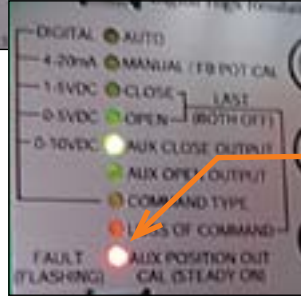 DIGITAL AUTO
4-20mA MANUAL / FB POT CAL
1-5VDC CLOSE LAST
0-5VDC OPEN (BOTH OFF)
0-10VDC AUX CLOSE OUTPUT
AUX OPEN OUTPUT
COMMAND TYPE
LOSS OF COMMAND
FAULT AUX POSITION OUT
(FLASHING) CAL (STEADY ON)